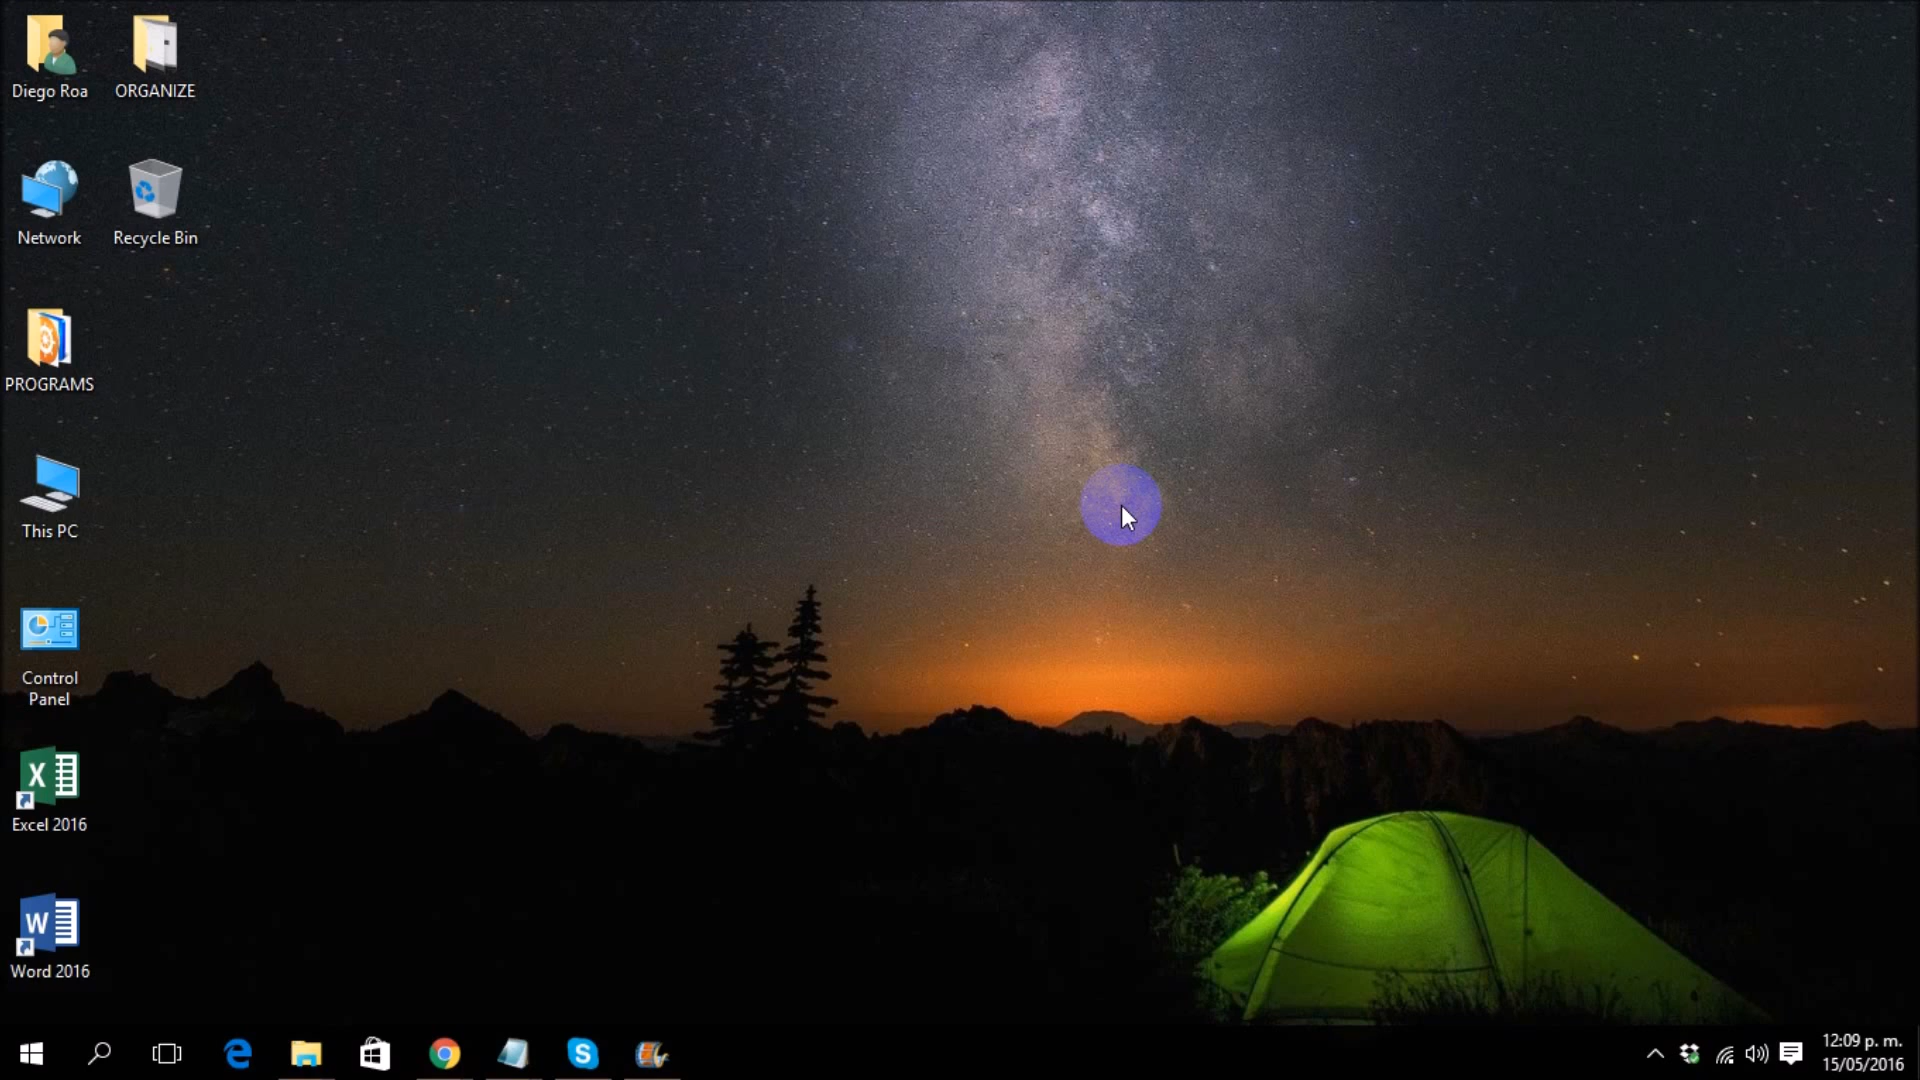 Diego Roa
ORGANIZE
Network
Recycle Bin
PROGRAMS
This PC
Control
Panel
X
Excel 2016
W
Word 2016
S
12:09 p. m.
15/05/2016